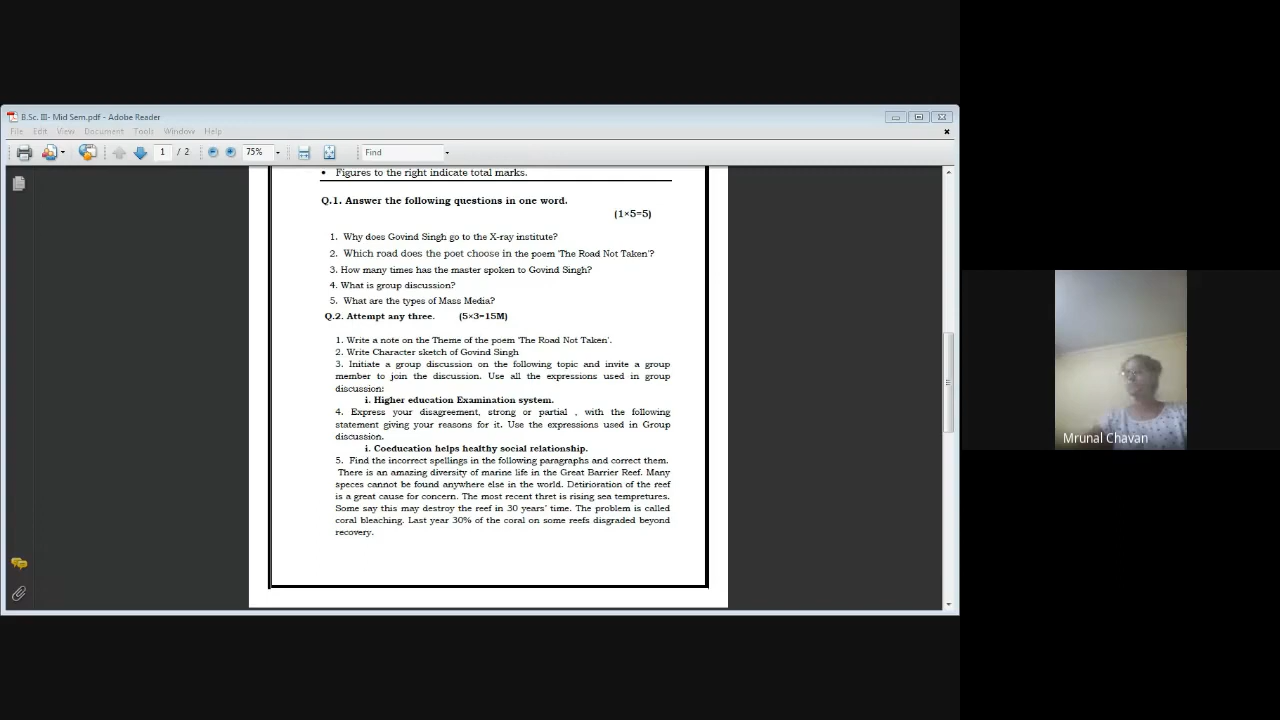 B.Sc. III- Mid Sem.pdf - Adobe Reader
File Edit View Document Tools Window Help
1 / 2 75% Find
• Figures to the right indicate total marks.
Q.1. Answer the following questions in one word.
(1×5=5)
1. Why does Govind Singh go to the X-ray institute?
2. Which road does the poet choose in the poem 'The Road Not Taken'?
3. How many times has the master spoken to Govind Singh?
4. What is group discussion?
5. What are the types of Mass Media?
Q.2. Attempt any three. (5×3=15M)
1. Write a note on the Theme of the poem 'The Road Not Taken'.
2. Write Character sketch of Govind Singh
3. Initiate a group discussion on the following topic and invite a group
member to join the discussion. Use all the expressions used in group
discussion:
i. Higher education Examination system.
4. Express your disagreement, strong or partial , with the following
statement giving your reasons for it. Use the expressions used in Group
discussion.
i. Coeducation helps healthy social relationship.
5. Find the incorrect spellings in the following paragraphs and correct them.
There is an amazing diversity of marine life in the Great Barrier Reef. Many
speces cannot be found anywhere else in the world. Detirioration of the reef
is a great cause for concern. The most recent thret is rising sea tempretures.
Some say this may destroy the reef in 30 years' time. The problem is called
coral bleaching. Last year 30% of the coral on some reefs disgraded beyond
recovery.
Mrunal Chavan